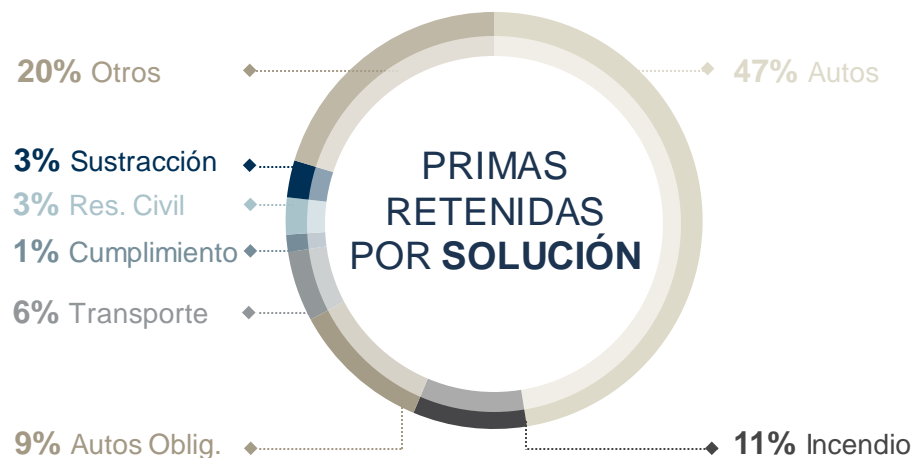 20% Otros
47% Autos
3% Sustracción
3% Res. Civil
1% Cumplimiento
6% Transporte
9% Autos Oblig.
11% Incendio
PRIMAS
RETENIDAS
POR SOLUCIÓN